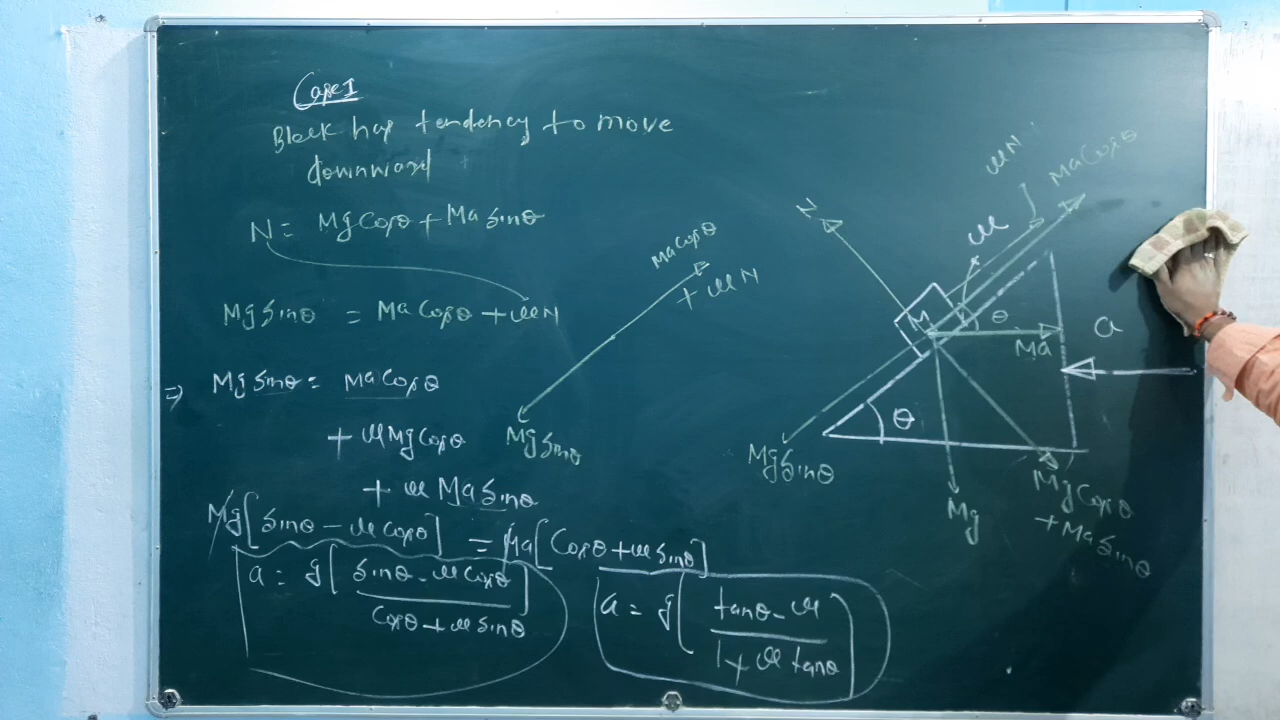 Case I
Block has tendency to move
downward
N = Mg Cosθ + Ma Sinθ
Mg Sinθ = Ma Cosθ + μN
⇒ Mg Sinθ = Ma Cosθ
+ μ Mg Cosθ
+ μ Ma Sinθ
Mg[Sinθ - μ Cosθ] = Ma[Cosθ + μ Sinθ]
a = g[(Sinθ - μ Cosθ)/(Cosθ + μ Sinθ)]
a = g[(tanθ - μ)/(1 + μ tanθ)]
Ma Cosθ
+ μN
Mg Sinθ
N
μN
Ma Cosθ
μ
M
θ
Ma
a
θ
Mg Sinθ
Mg
Mg Cosθ
+ Ma Sinθ